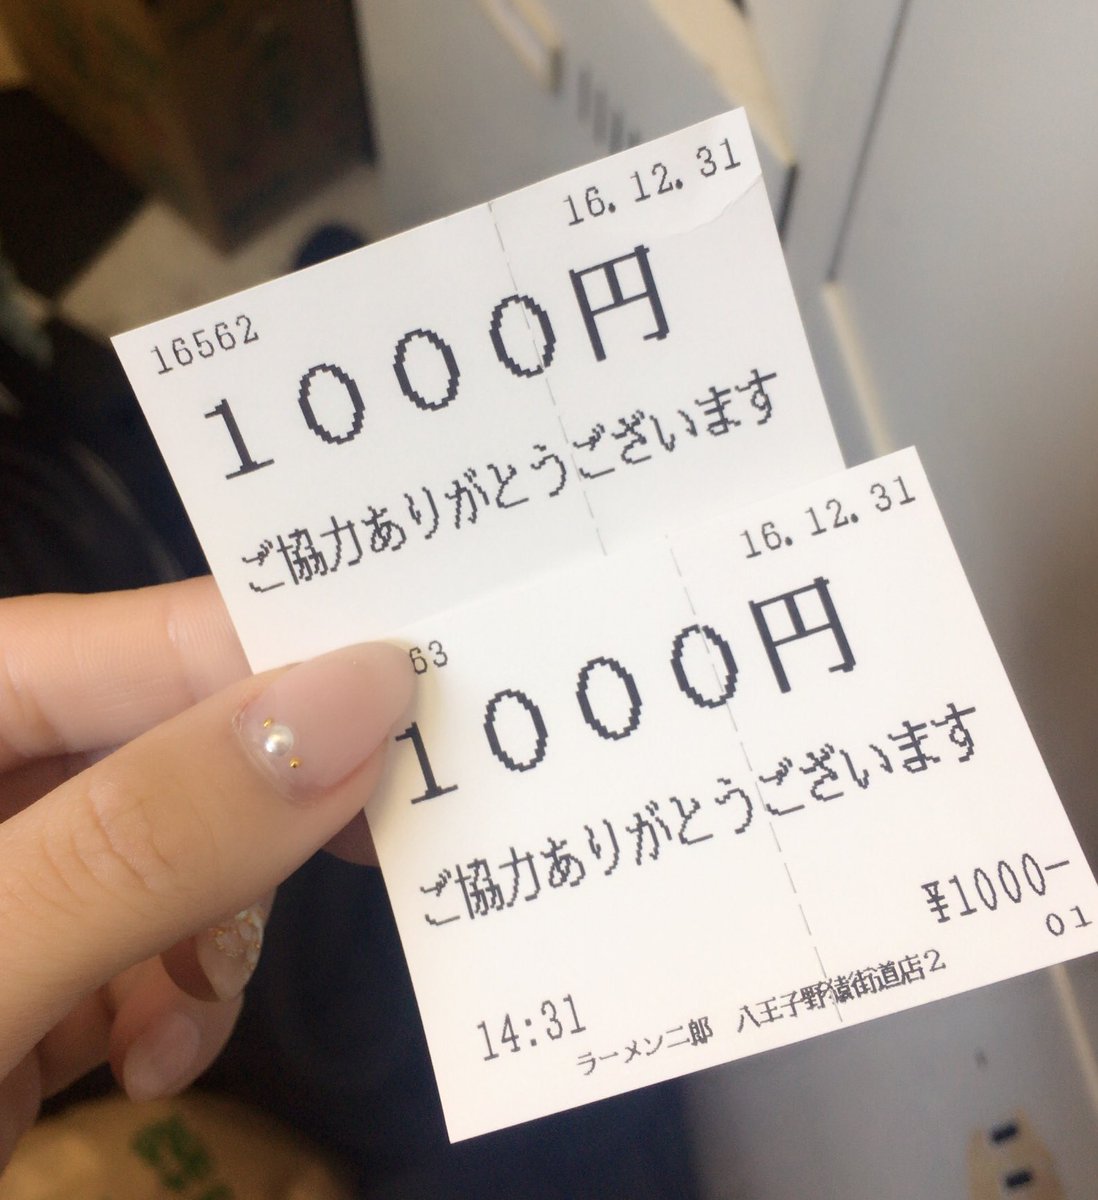 16562
16.12.31
1000円
ご協力ありがとうございます
63
16.12.31
1000円
ご協力ありがとうございます
¥1000-
01
14:31
ラーメン二郎 八王子野猿街道店2